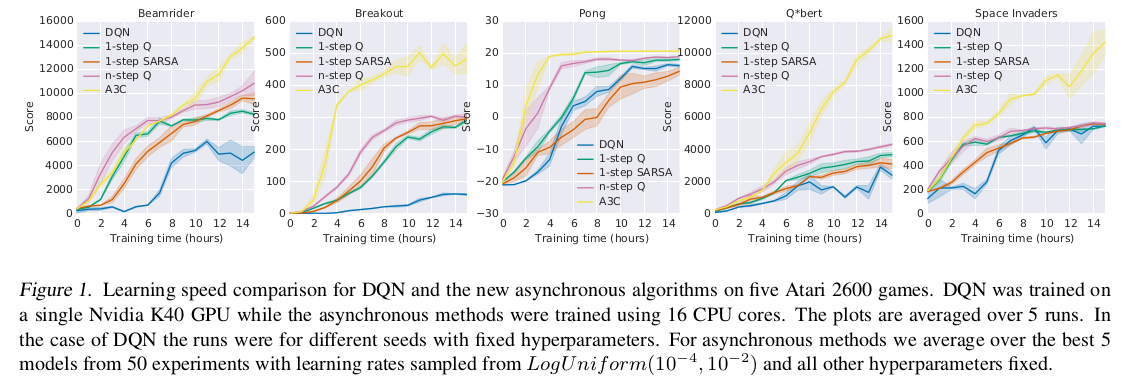 Beamrider
16000
14000
12000
10000
8000
6000
4000
2000
0
Score
DQN
1-step Q
1-step SARSA
n-step Q
A3C
0 2 4 6 8 10 12 14
Training time (hours)
Breakout
600
500
400
300
200
100
0
Score
DQN
1-step Q
1-step SARSA
n-step Q
A3C
0 2 4 6 8 10 12 14
Training time (hours)
Pong
30
20
10
0
−10
−20
−30
Score
DQN
1-step Q
1-step SARSA
n-step Q
A3C
0 2 4 6 8 10 12 14
Training time (hours)
Q*bert
12000
10000
8000
6000
4000
2000
0
Score
DQN
1-step Q
1-step SARSA
n-step Q
A3C
0 2 4 6 8 10 12 14
Training time (hours)
Space Invaders
1600
1400
1200
1000
800
600
400
200
0
Score
DQN
1-step Q
1-step SARSA
n-step Q
A3C
0 2 4 6 8 10 12 14
Training time (hours)
Figure 1. Learning speed comparison for DQN and the new asynchronous algorithms on five Atari 2600 games. DQN was trained on
a single Nvidia K40 GPU while the asynchronous methods were trained using 16 CPU cores. The plots are averaged over 5 runs. In
the case of DQN the runs were for different seeds with fixed hyperparameters. For asynchronous methods we average over the best 5
models from 50 experiments with learning rates sampled from LogUniform(10⁻⁴, 10⁻²) and all other hyperparameters fixed.